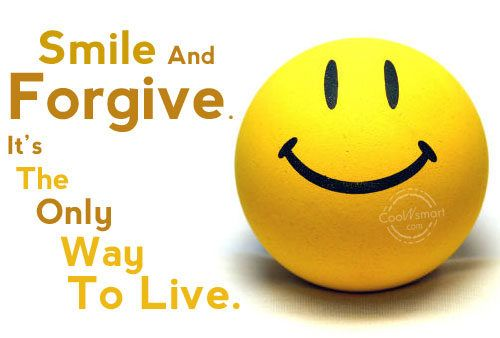 Smile And
Forgive.
It's
The
Only
Way
To Live.
CooLNsmart
.com